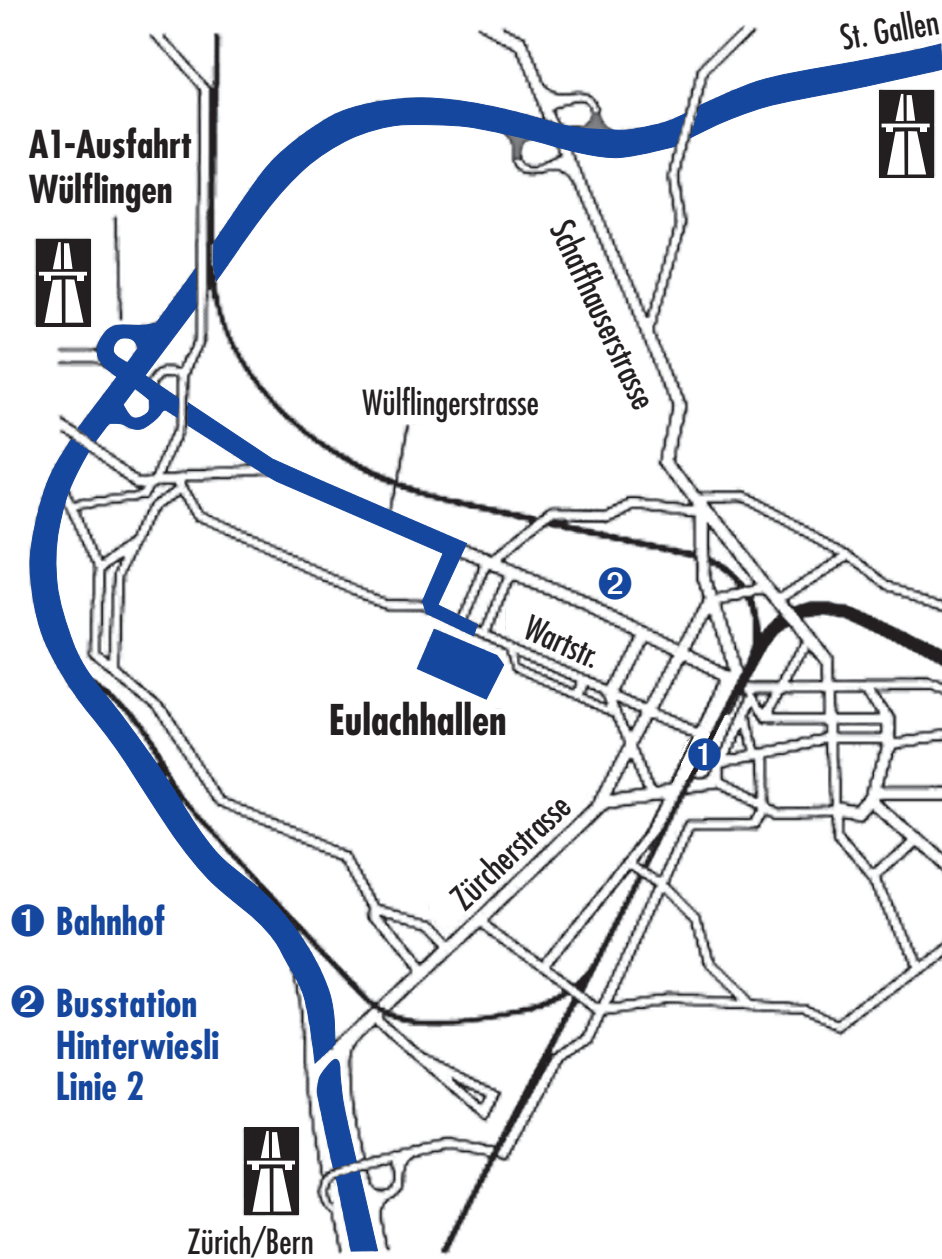 St. Gallen
A1-Ausfahrt
Wülflingen
Schaffhauserstrasse
Wülflingerstrasse
2
Wartstr.
Eulachhallen
1
Zürcherstrasse
1 Bahnhof
2 Busstation
Hinterwiesli
Linie 2
Zürich/Bern